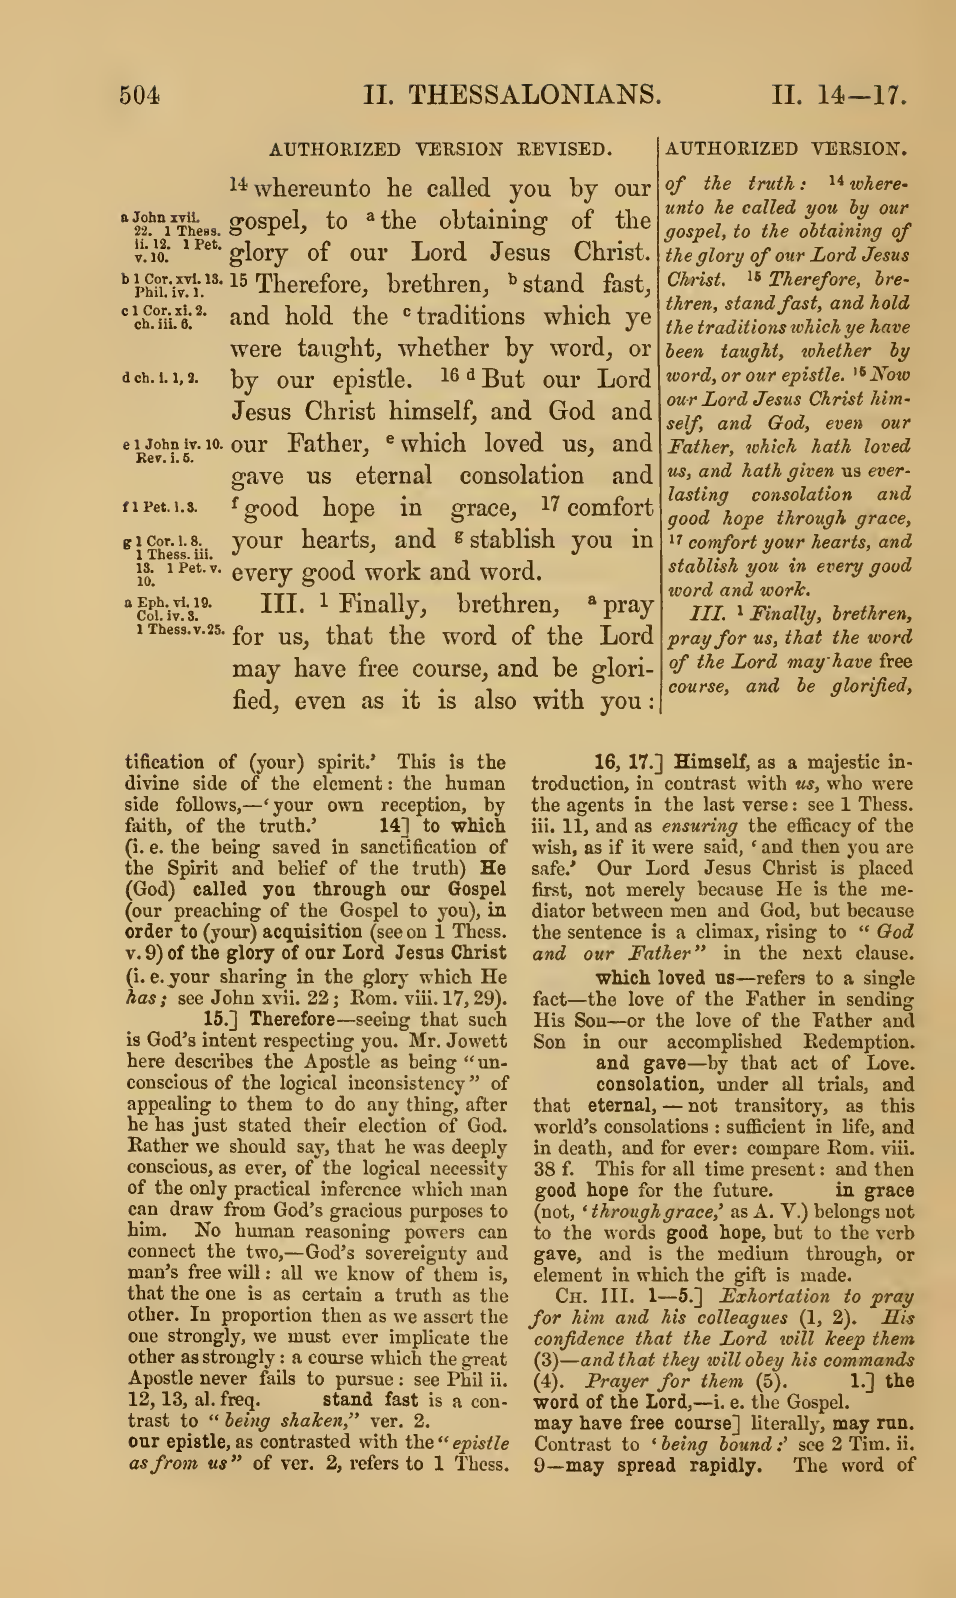 504 II. THESSALONIANS. II. 14—17.
AUTHORIZED VERSION REVISED.
14 whereunto he called you by our
gospel, to a the obtaining of the
glory of our Lord Jesus Christ.
15 Therefore, brethren, b stand fast,
and hold the c traditions which ye
were taught, whether by word, or
by our epistle. 16 d But our Lord
Jesus Christ himself, and God and
our Father, e which loved us, and
gave us eternal consolation and
f good hope in grace, 17 comfort
your hearts, and g stablish you in
every good work and word.
III. 1 Finally, brethren, a pray
for us, that the word of the Lord
may have free course, and be glori-
fied, even as it is also with you :
a John xvii.
22. 1 Thess.
ii. 12. 1 Pet.
v. 10.
b 1 Cor. xvi. 13.
Phil. iv. 1.
c 1 Cor. xi. 2.
ch. iii. 6.
d ch. i. 1, 2.
e 1 John iv. 10.
Rev. i. 5.
f 1 Pet. i. 3.
g 1 Cor. i. 8.
1 Thess. iii.
13. 1 Pet. v.
10.
a Eph. vi. 19.
Col. iv. 3.
1 Thess. v. 25.
AUTHORIZED VERSION.
of the truth : 14 where-
unto he called you by our
gospel, to the obtaining of
the glory of our Lord Jesus
Christ. 15 Therefore, bre-
thren, stand fast, and hold
the traditions which ye have
been taught, whether by
word, or our epistle. 16 Now
our Lord Jesus Christ him-
self, and God, even our
Father, which hath loved
us, and hath given us ever-
lasting consolation and
good hope through grace,
17 comfort your hearts, and
stablish you in every good
word and work.
III. 1 Finally, brethren,
pray for us, that the word
of the Lord may have free
course, and be glorified,
tification of (your) spirit.’ This is the
divine side of the element : the human
side follows,—‘your own reception, by
faith, of the truth.’ 14] to which
(i. e. the being saved in sanctification of
the Spirit and belief of the truth) He
(God) called you through our Gospel
(our preaching of the Gospel to you), in
order to (your) acquisition (see on 1 Thess.
v. 9) of the glory of our Lord Jesus Christ
(i. e. your sharing in the glory which He
has; see John xvii. 22 ; Rom. viii. 17, 29).
15.] Therefore—seeing that such
is God’s intent respecting you. Mr. Jowett
here describes the Apostle as being “un-
conscious of the logical inconsistency” of
appealing to them to do any thing, after
he has just stated their election of God.
Rather we should say, that he was deeply
conscious, as ever, of the logical necessity
of the only practical inference which man
can draw from God’s gracious purposes to
him. No human reasoning powers can
connect the two,—God’s sovereignty and
man’s free will : all we know of them is,
that the one is as certain a truth as the
other. In proportion then as we assert the
one strongly, we must ever implicate the
other as strongly : a course which the great
Apostle never fails to pursue : see Phil ii.
12, 13, al. freq. stand fast is a con-
trast to “ being shaken,” ver. 2.
our epistle, as contrasted with the “epistle
as from us” of ver. 2, refers to 1 Thess.
16, 17.] Himself, as a majestic in-
troduction, in contrast with us, who were
the agents in the last verse : see 1 Thess.
iii. 11, and as ensuring the efficacy of the
wish, as if it were said, ‘ and then you are
safe.’ Our Lord Jesus Christ is placed
first, not merely because He is the me-
diator between men and God, but because
the sentence is a climax, rising to “ God
and our Father” in the next clause.
which loved us—refers to a single
fact—the love of the Father in sending
His Son—or the love of the Father and
Son in our accomplished Redemption.
and gave—by that act of Love.
consolation, under all trials, and
that eternal, — not transitory, as this
world’s consolations : sufficient in life, and
in death, and for ever : compare Rom. viii.
38 f. This for all time present : and then
good hope for the future. in grace
(not, ‘through grace,’ as A. V.) belongs not
to the words good hope, but to the verb
gave, and is the medium through, or
element in which the gift is made.
CH. III. 1—5.] Exhortation to pray
for him and his colleagues (1, 2). His
confidence that the Lord will keep them
(3)—and that they will obey his commands
(4). Prayer for them (5). 1.] the
word of the Lord,—i. e. the Gospel.
may have free course] literally, may run.
Contrast to ‘being bound :’ see 2 Tim. ii.
9—may spread rapidly. The word of